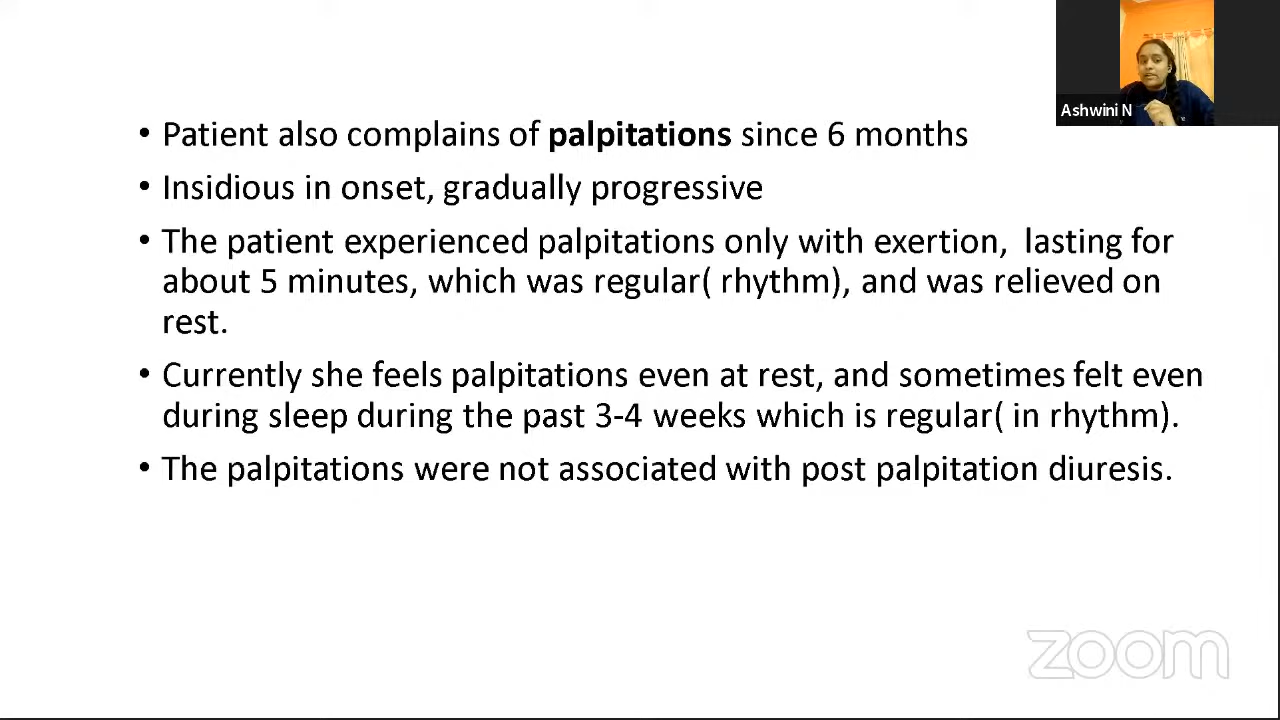 Ashwini N
• Patient also complains of palpitations since 6 months
• Insidious in onset, gradually progressive
• The patient experienced palpitations only with exertion,  lasting for
about 5 minutes, which was regular( rhythm), and was relieved on
rest.
• Currently she feels palpitations even at rest, and sometimes felt even
during sleep during the past 3-4 weeks which is regular( in rhythm).
• The palpitations were not associated with post palpitation diuresis.
zoom